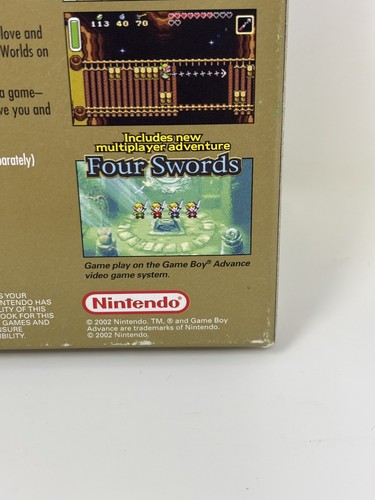 love and
Worlds on
a game—
ve you and
parately)
113 40 70
Includes new
multiplayer adventure
Four Swords
Game play on the Game Boy® Advance
video game system.
Nintendo®
© 2002 Nintendo. TM, ® and Game Boy
Advance are trademarks of Nintendo.
© 2002 Nintendo.
S YOUR
NTENDO HAS
LITY OF THIS
OOK FOR THIS
GAMES AND
NSURE
IBILITY.